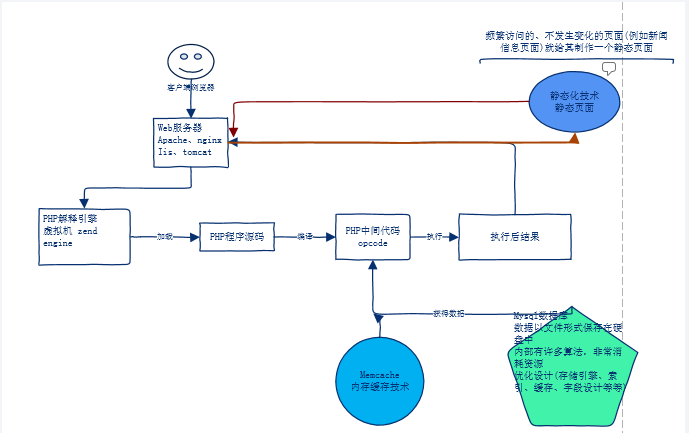 频繁访问的、不发生变化的页面(例如新闻
信息页面)就给其制作一个静态页面
客户端浏览器
静态化技术
静态页面
Web服务器
Apache、nginx
Iis、tomcat
PHP解释引擎
虚拟机 zend
engine
加载
PHP程序源码
编译
PHP中间代码
opcode
执行
执行后结果
获得数据
Mysql数据库
数据以文件形式保存在硬
盘中
内部有许多算法，非常消
耗资源
优化设计(存储引擎、索
引、缓存、字段设计等等)
Memcache
内存缓存技术